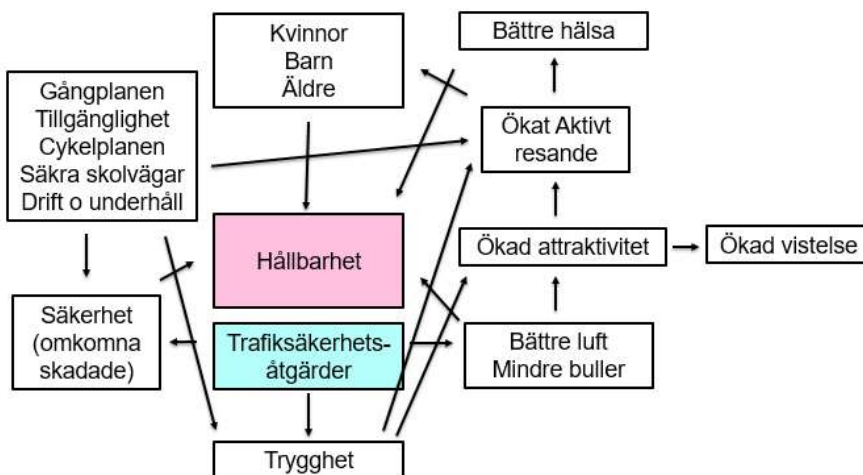 Kvinnor
Barn
Äldre
Bättre hälsa
Gångplanen
Tillgänglighet
Cykelplanen
Säkra skolvägar
Drift o underhåll
Ökat Aktivt
resande
Hållbarhet
Ökad attraktivitet
Ökad vistelse
Säkerhet
(omkomna
skadade)
Trafiksäkerhets-
åtgärder
Bättre luft
Mindre buller
Trygghet